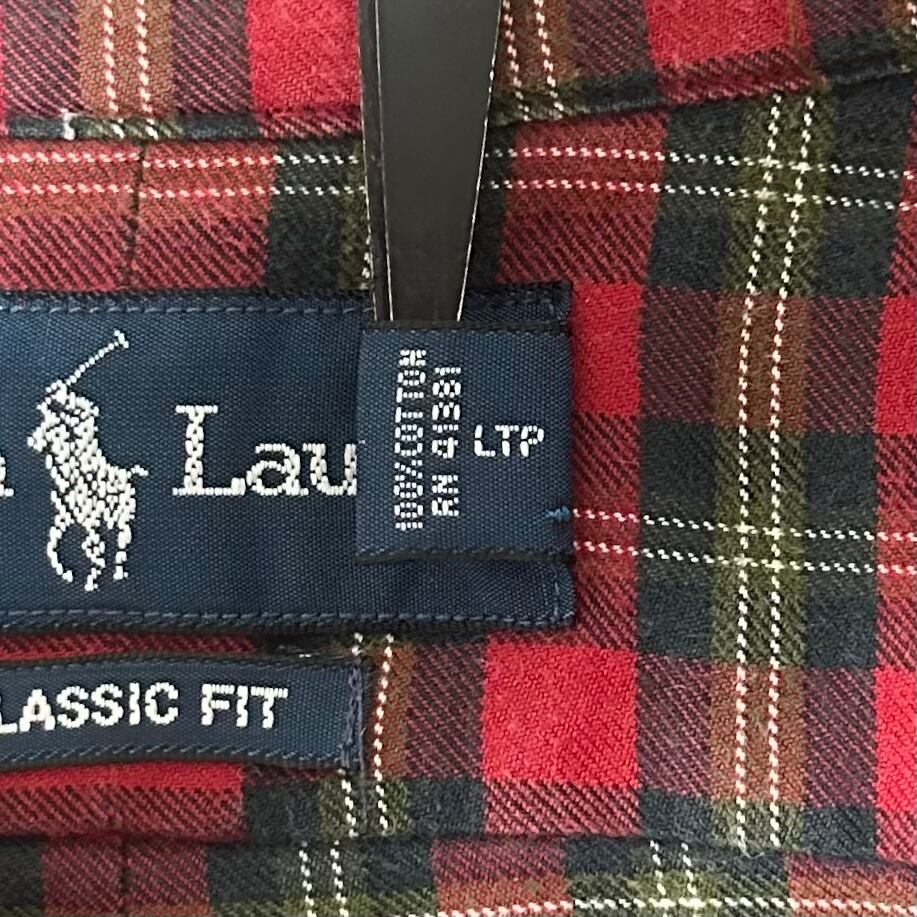 Lau
100%COTTON
RN 41381
LTP
LASSIC FIT